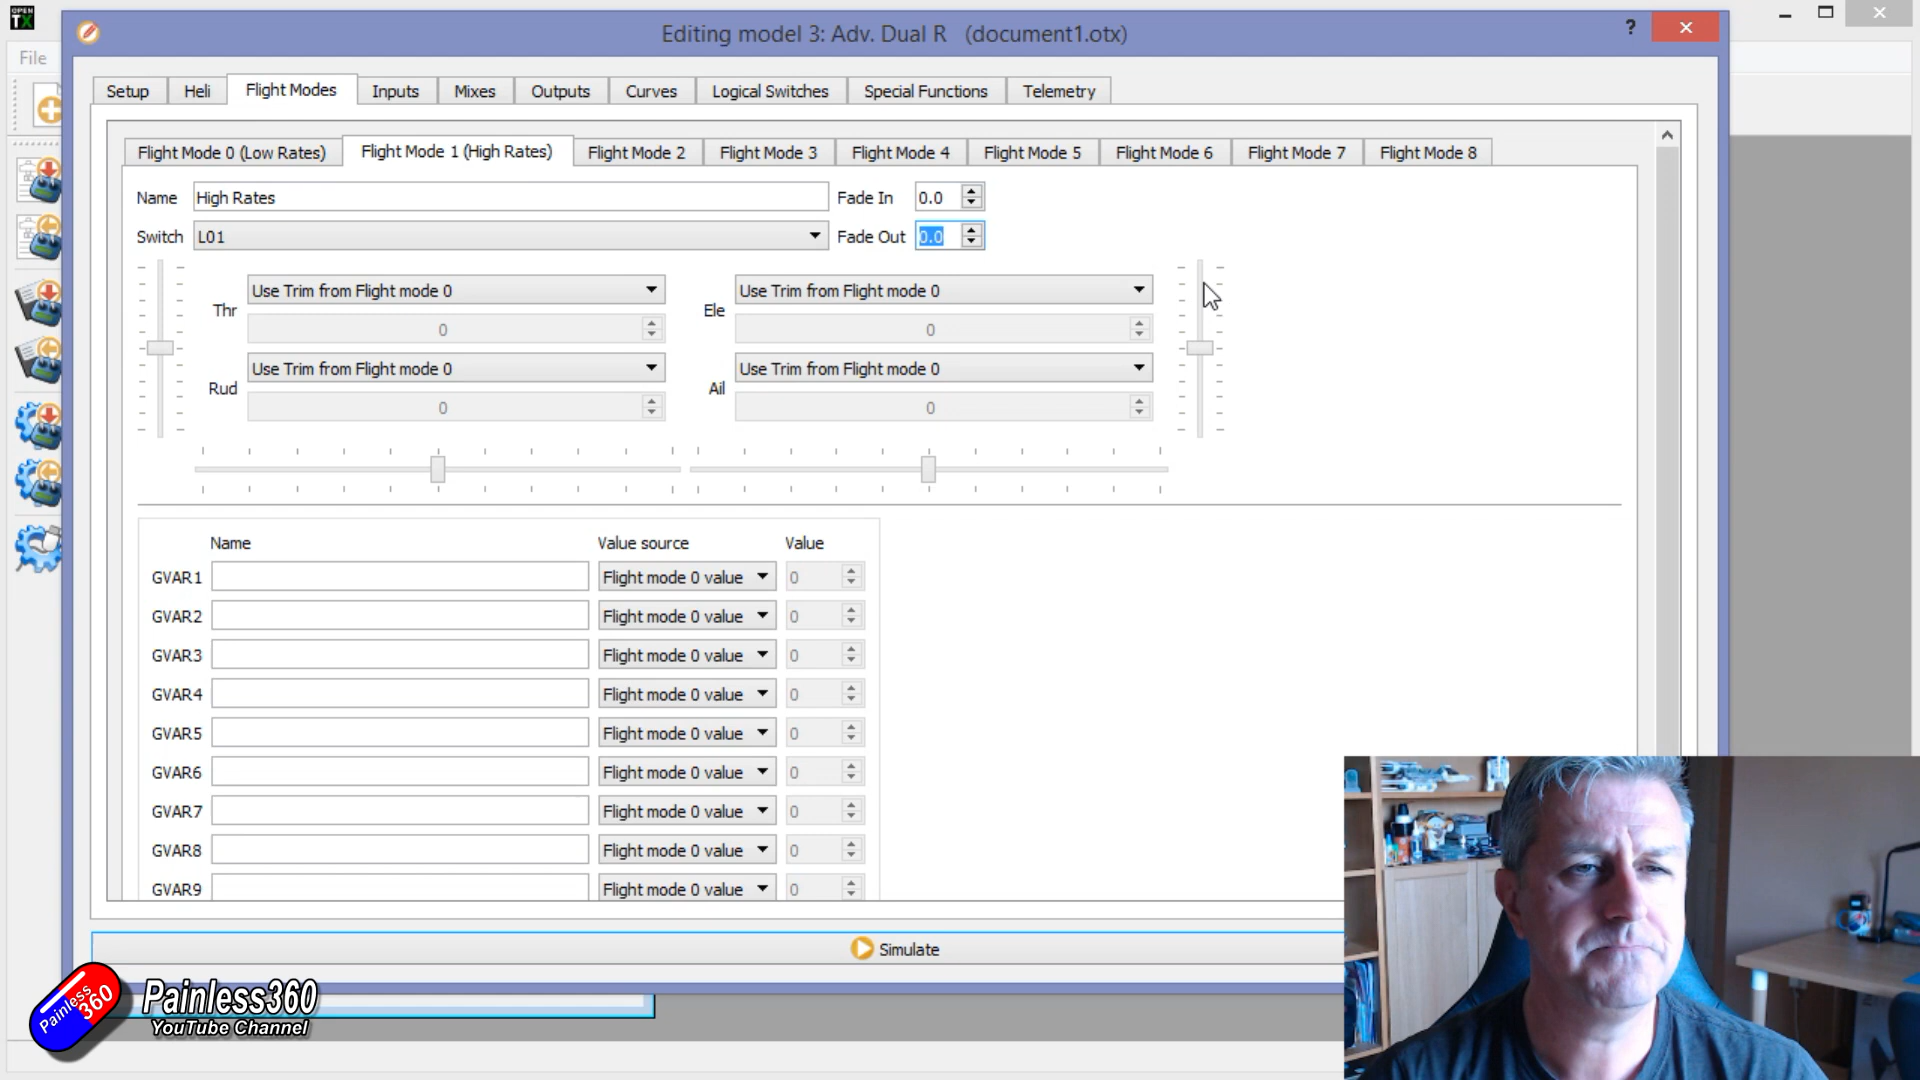 OPEN
TX
Editing model 3: Adv. Dual R (document1.otx)
?
File
Setup
Heli
Flight Modes
Inputs
Mixes
Outputs
Curves
Logical Switches
Special Functions
Telemetry
Flight Mode 0 (Low Rates)
Flight Mode 1 (High Rates)
Flight Mode 2
Flight Mode 3
Flight Mode 4
Flight Mode 5
Flight Mode 6
Flight Mode 7
Flight Mode 8
Name High Rates Fade In 0.0
Switch L01 Fade Out 0.0
Thr Use Trim from Flight mode 0
0
Ele Use Trim from Flight mode 0
0
Rud Use Trim from Flight mode 0
0
Ail Use Trim from Flight mode 0
0
Name Value source Value
GVAR1 Flight mode 0 value 0
GVAR2 Flight mode 0 value 0
GVAR3 Flight mode 0 value 0
GVAR4 Flight mode 0 value 0
GVAR5 Flight mode 0 value 0
GVAR6 Flight mode 0 value 0
GVAR7 Flight mode 0 value 0
GVAR8 Flight mode 0 value 0
GVAR9 Flight mode 0 value 0
Simulate
Painless
360
Painless360
YouTube Channel